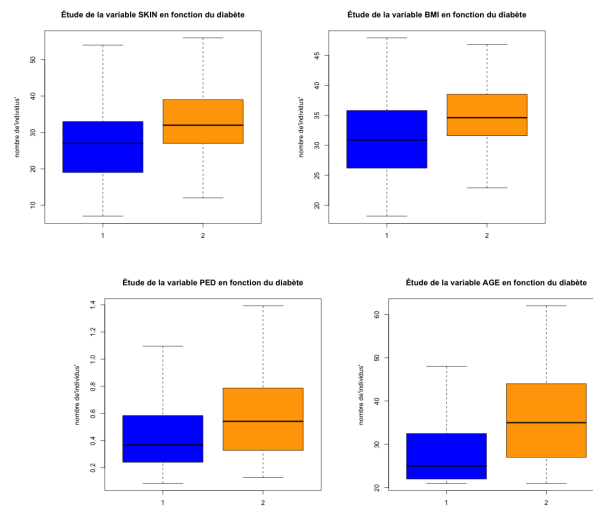 Étude de la variable SKIN en fonction du diabète
nombre de'individus'
10 20 30 40 50
1 2
Étude de la variable BMI en fonction du diabète
nombre de'individus'
20 25 30 35 40 45
1 2
Étude de la variable PED en fonction du diabète
nombre de'individus'
0.2 0.4 0.6 0.8 1.0 1.2 1.4
1 2
Étude de la variable AGE en fonction du diabète
nombre de'individus'
20 30 40 50 60
1 2